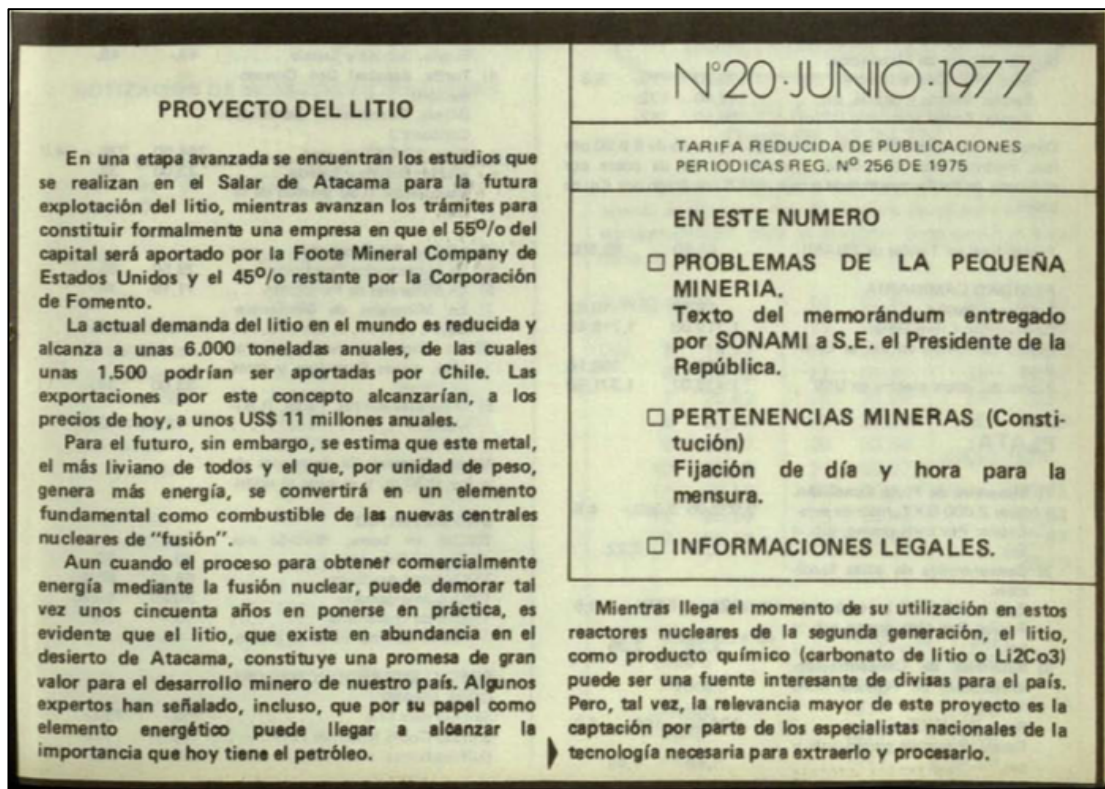 PROYECTO DEL LITIO
En una etapa avanzada se encuentran los estudios que
se realizan en el Salar de Atacama para la futura
explotación del litio, mientras avanzan los trámites para
constituir formalmente una empresa en que el 55º/o del
capital será aportado por la Foote Mineral Company de
Estados Unidos y el 45º/o restante por la Corporación
de Fomento.
La actual demanda del litio en el mundo es reducida y
alcanza a unas 6.000 toneladas anuales, de las cuales
unas 1.500 podrían ser aportadas por Chile. Las
exportaciones por este concepto alcanzarían, a los
precios de hoy, a unos US$ 11 millones anuales.
Para el futuro, sin embargo, se estima que este metal,
el más liviano de todos y el que, por unidad de peso,
genera más energía, se convertirá en un elemento
fundamental como combustible de las nuevas centrales
nucleares de "fusión".
Aun cuando el proceso para obtener comercialmente
energía mediante la fusión nuclear, puede demorar tal
vez unos cincuenta años en ponerse en práctica, es
evidente que el litio, que existe en abundancia en el
desierto de Atacama, constituye una promesa de gran
valor para el desarrollo minero de nuestro país. Algunos
expertos han señalado, incluso, que por su papel como
elemento energético puede llegar a alcanzar la
importancia que hoy tiene el petróleo.
Nº20·JUNIO·1977
TARIFA REDUCIDA DE PUBLICACIONES
PERIODICAS REG. Nº 256 DE 1975
EN ESTE NUMERO
□ PROBLEMAS DE LA PEQUEÑA
MINERIA.
Texto del memorándum entregado
por SONAMI a S.E. el Presidente de la
República.
□ PERTENENCIAS MINERAS (Consti-
tución)
Fijación de día y hora para la
mensura.
□ INFORMACIONES LEGALES.
Mientras llega el momento de su utilización en estos
reactores nucleares de la segunda generación, el litio,
como producto químico (carbonato de litio o Li2Co3)
puede ser una fuente interesante de divisas para el país.
Pero, tal vez, la relevancia mayor de este proyecto es la
captación por parte de los especialistas nacionales de la
tecnología necesaria para extraerlo y procesarlo.